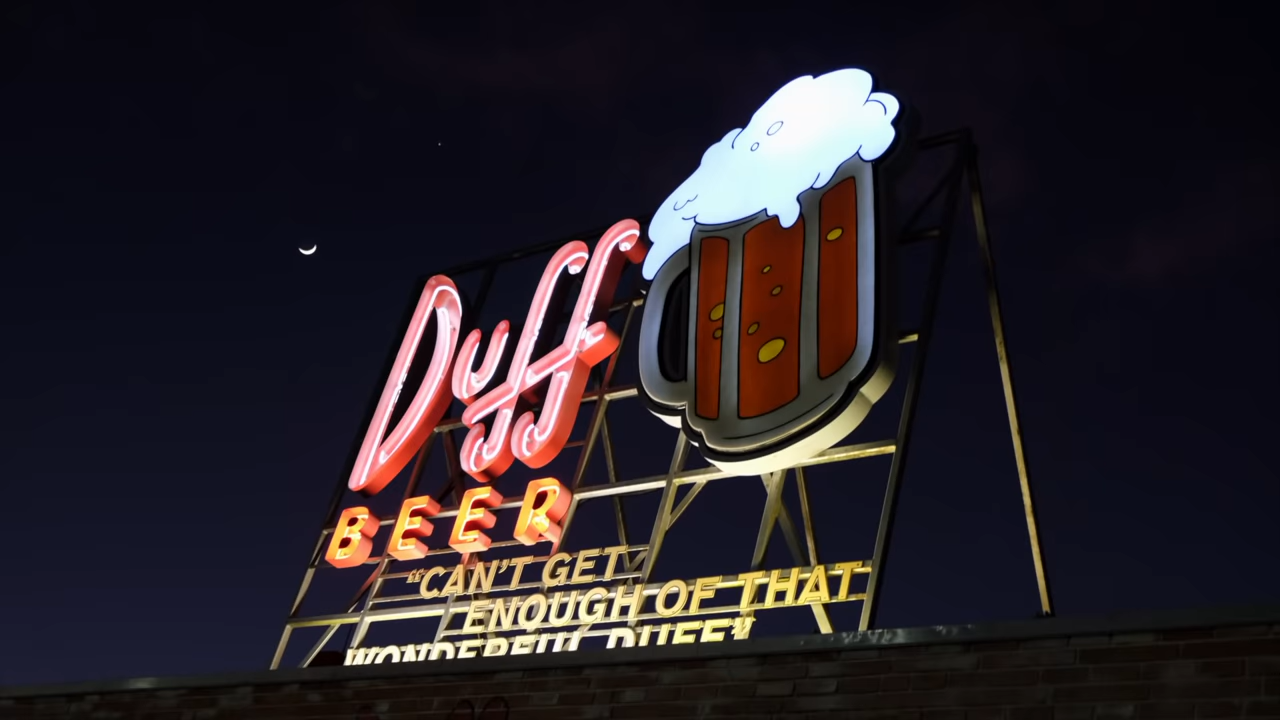 Duff
BEER
“CAN'T GET
ENOUGH OF THAT
WONDERFUL DUFF”